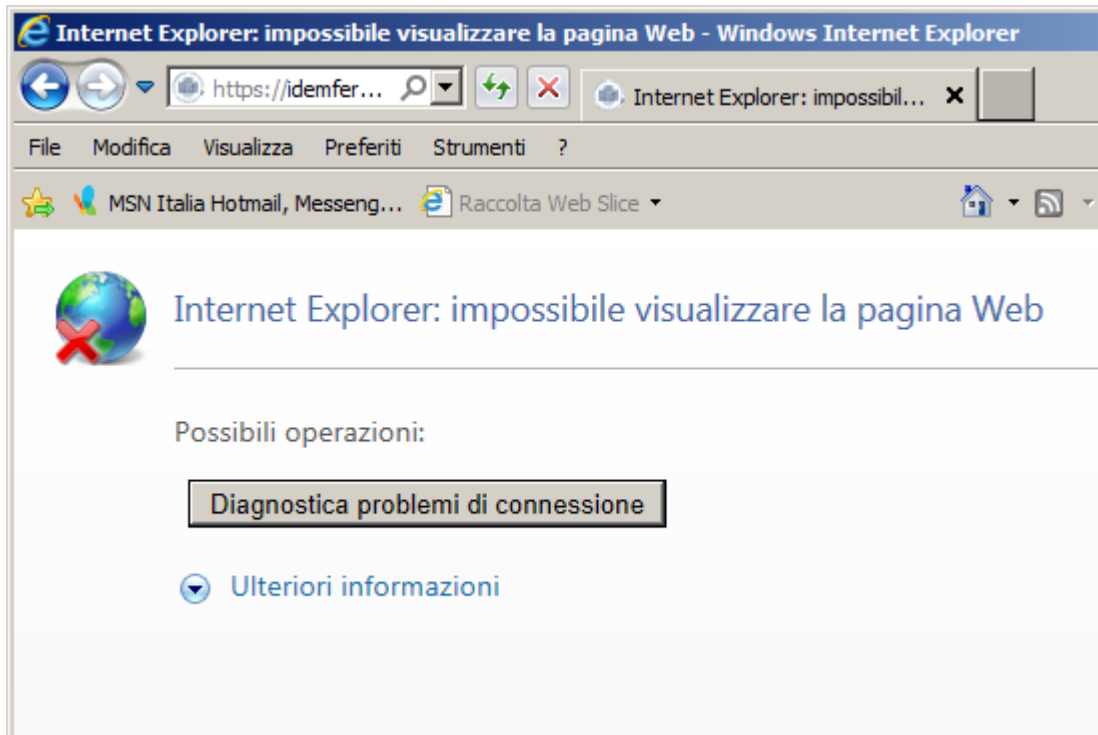 Internet Explorer: impossibile visualizzare la pagina Web - Windows Internet Explorer
https://idemfer...
Internet Explorer: impossibil...
File Modifica Visualizza Preferiti Strumenti ?
MSN Italia Hotmail, Messeng... Raccolta Web Slice
Internet Explorer: impossibile visualizzare la pagina Web
Possibili operazioni:
Diagnostica problemi di connessione
Ulteriori informazioni